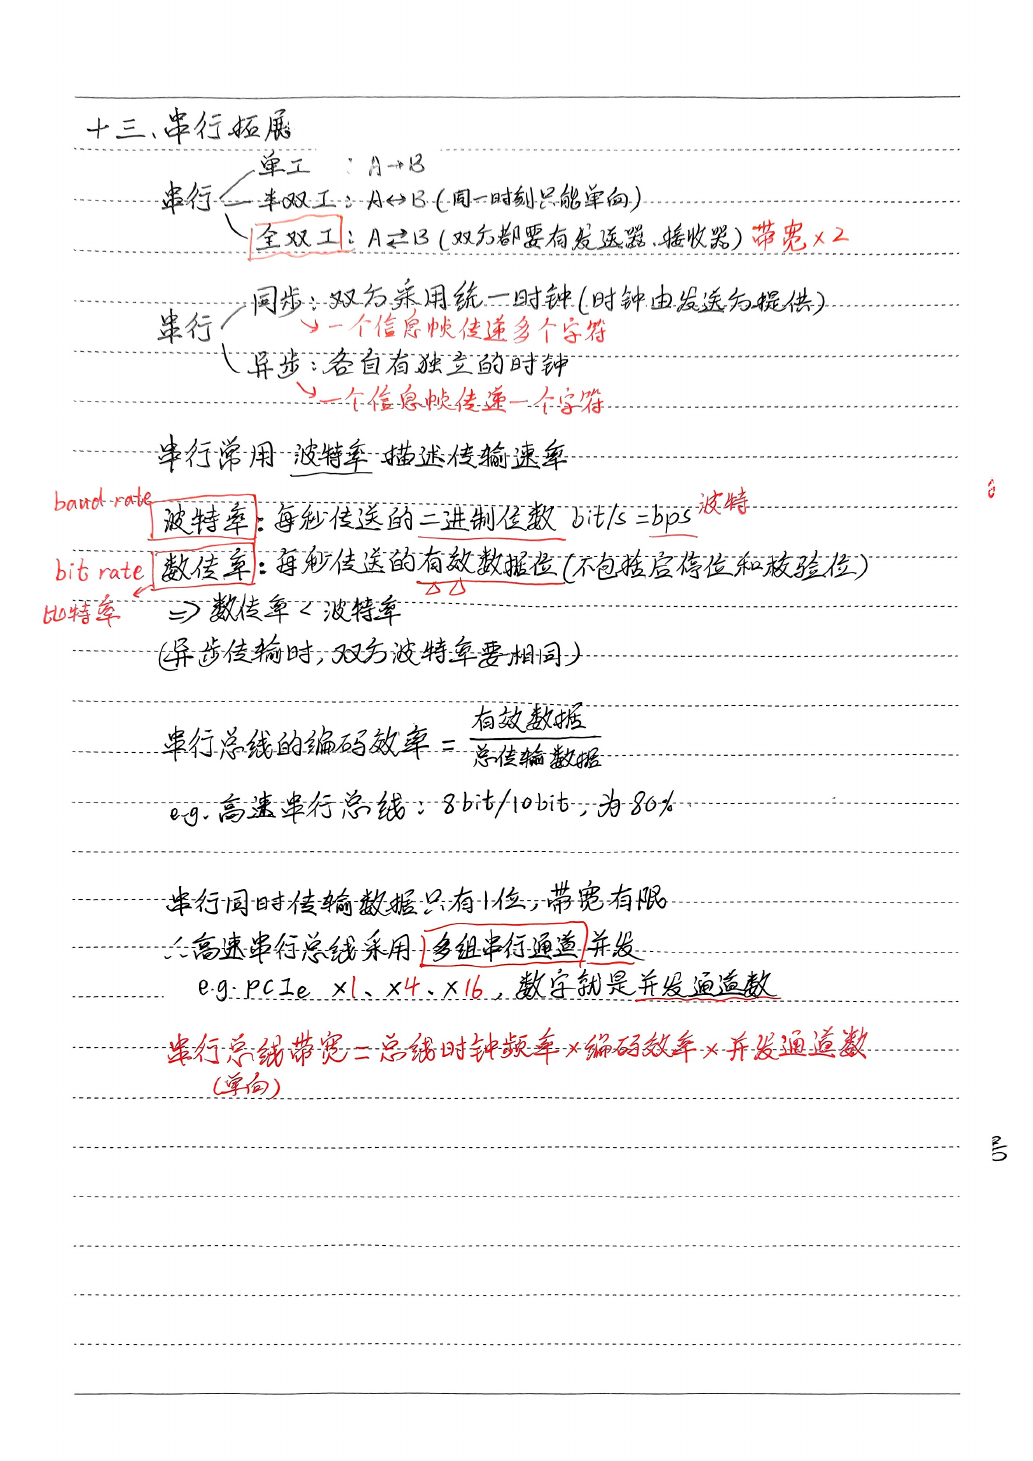 十三、串行拓展
单工 : A→B
串行 半双工: A↔B (同一时刻只能单向)
全双工: A⇄B (双方都要有发送器、接收器) 带宽×2
同步: 双方采用统一时钟(时钟由发送方提供)
串行 ↘一个信息帧传递多个字符
异步: 各自有独立的时钟
↘一个信息帧传递一个字符
串行常用 波特率 描述传输速率
baud rate 波特率: 每秒传送的二进制位数 bit/s = bps 波特
bit rate 数传率: 每秒传送的有效数据位(不包括启停位和校验位)
比特率 ⇒ 数传率 < 波特率
(异步传输时, 双方波特率要相同)
串行总线的编码效率 = 有效数据/总传输数据
e.g. 高速串行总线: 8bit/10bit, 为80%
串行同时传输数据只有1位, 带宽有限
∴高速串行总线采用 多组串行通道 并发
e.g. PCIe ×1、×4、×16, 数字就是并发通道数
串行总线带宽 = 总线时钟频率 × 编码效率 × 并发通道数
(单向)